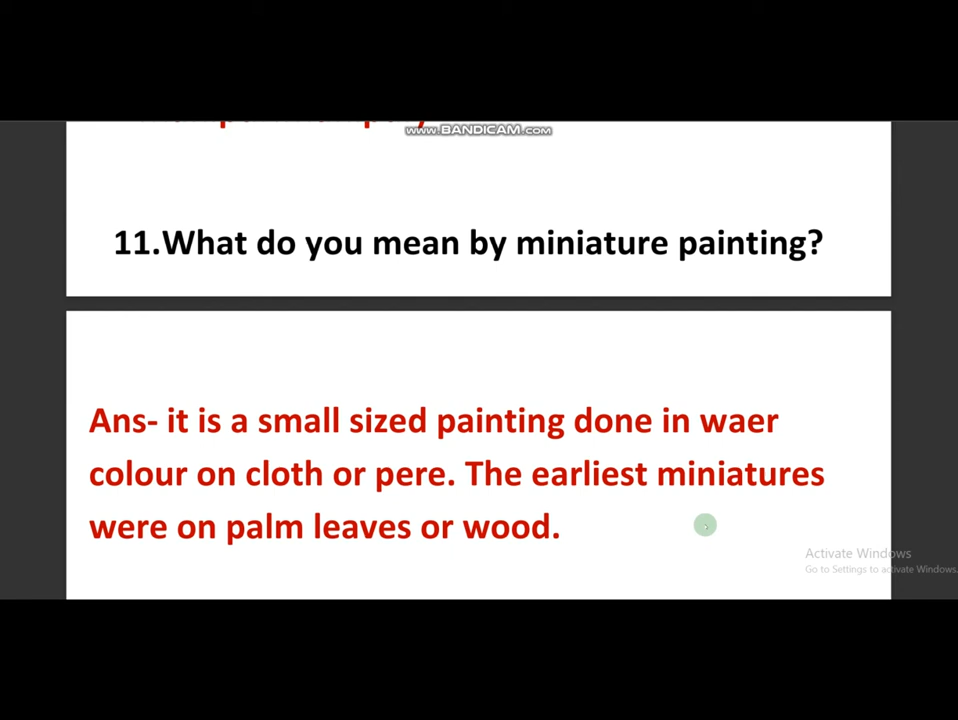 www.BANDICAM.com
11.What do you mean by miniature painting?
Ans- it is a small sized painting done in waer
colour on cloth or pere. The earliest miniatures
were on palm leaves or wood.
Activate Windows
Go to Settings to activate Windows.